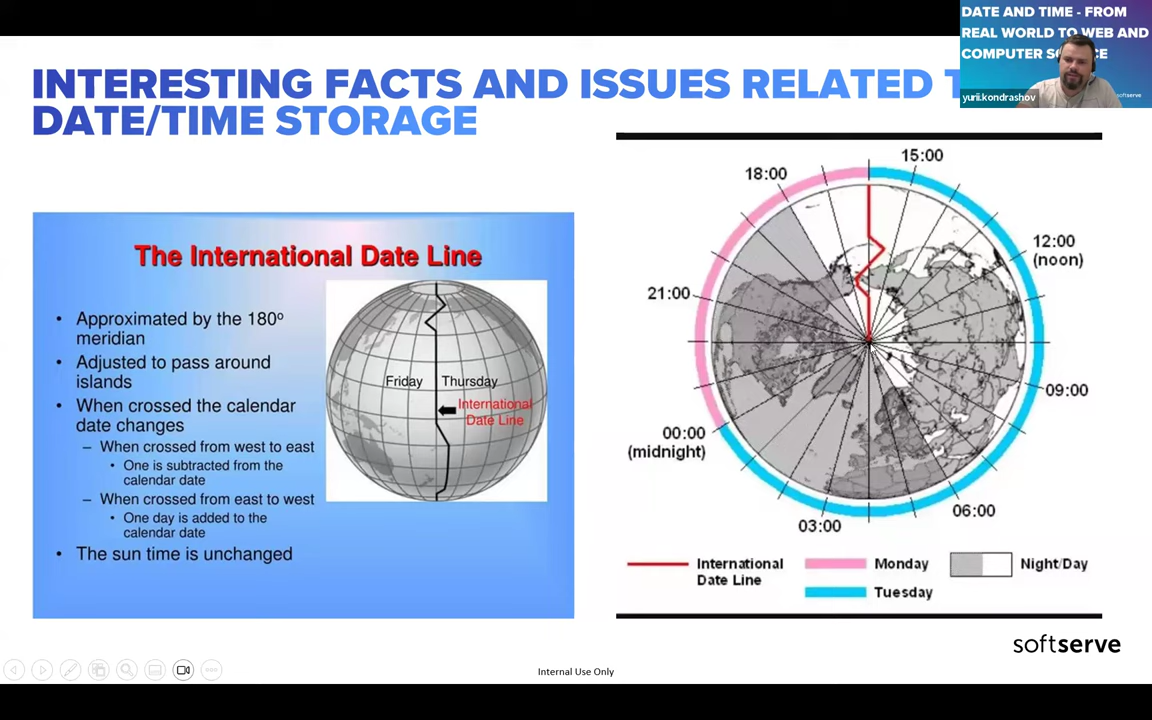 INTERESTING FACTS AND ISSUES RELATED
DATE/TIME STORAGE
DATE AND TIME - FROM
REAL WORLD TO WEB AND
COMPUTER
yurii.kondrashov
softserve
The International Date Line
• Approximated by the 180º
meridian
• Adjusted to pass around
islands
• When crossed the calendar
date changes
– When crossed from west to east
• One is subtracted from the
calendar date
– When crossed from east to west
• One day is added to the
calendar date
• The sun time is unchanged
Friday
Thursday
International
Date Line
15:00
18:00
12:00
(noon)
21:00
09:00
00:00
(midnight)
06:00
03:00
International
Date Line
Monday
Tuesday
Night/Day
softserve
Internal Use Only